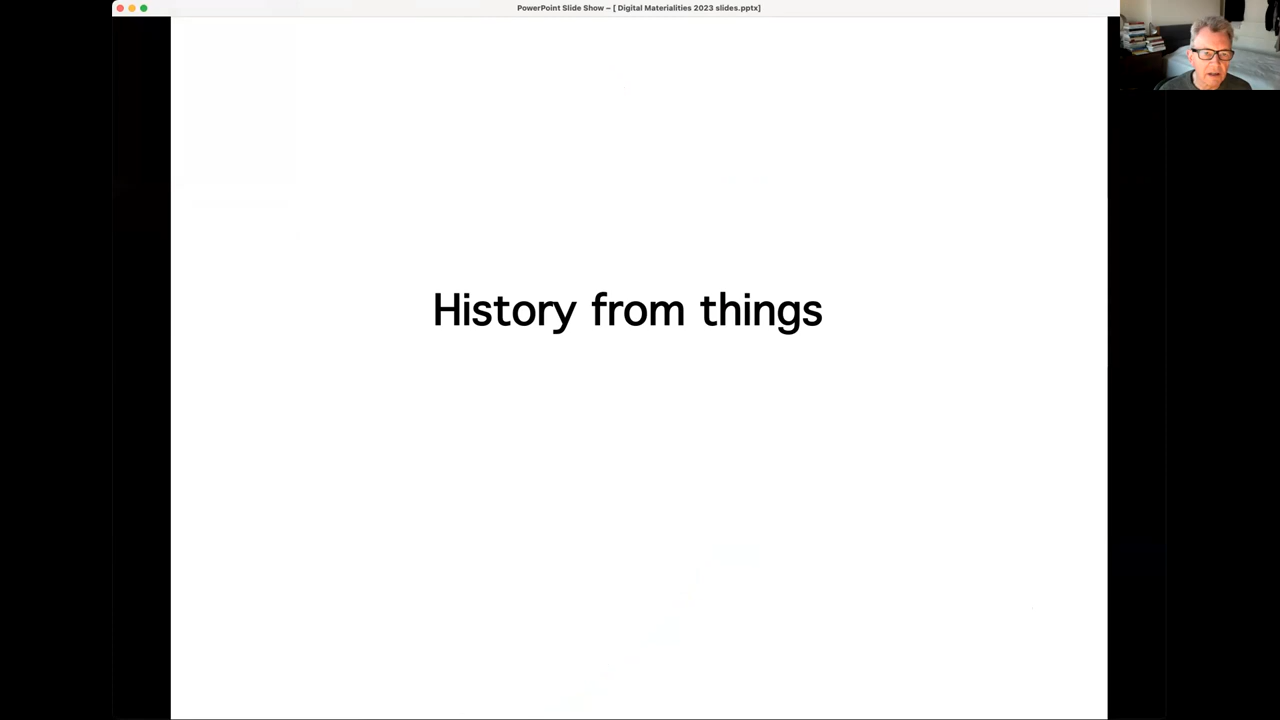 PowerPoint Slide Show – [ Digital Materialities 2023 slides.pptx]
History from things